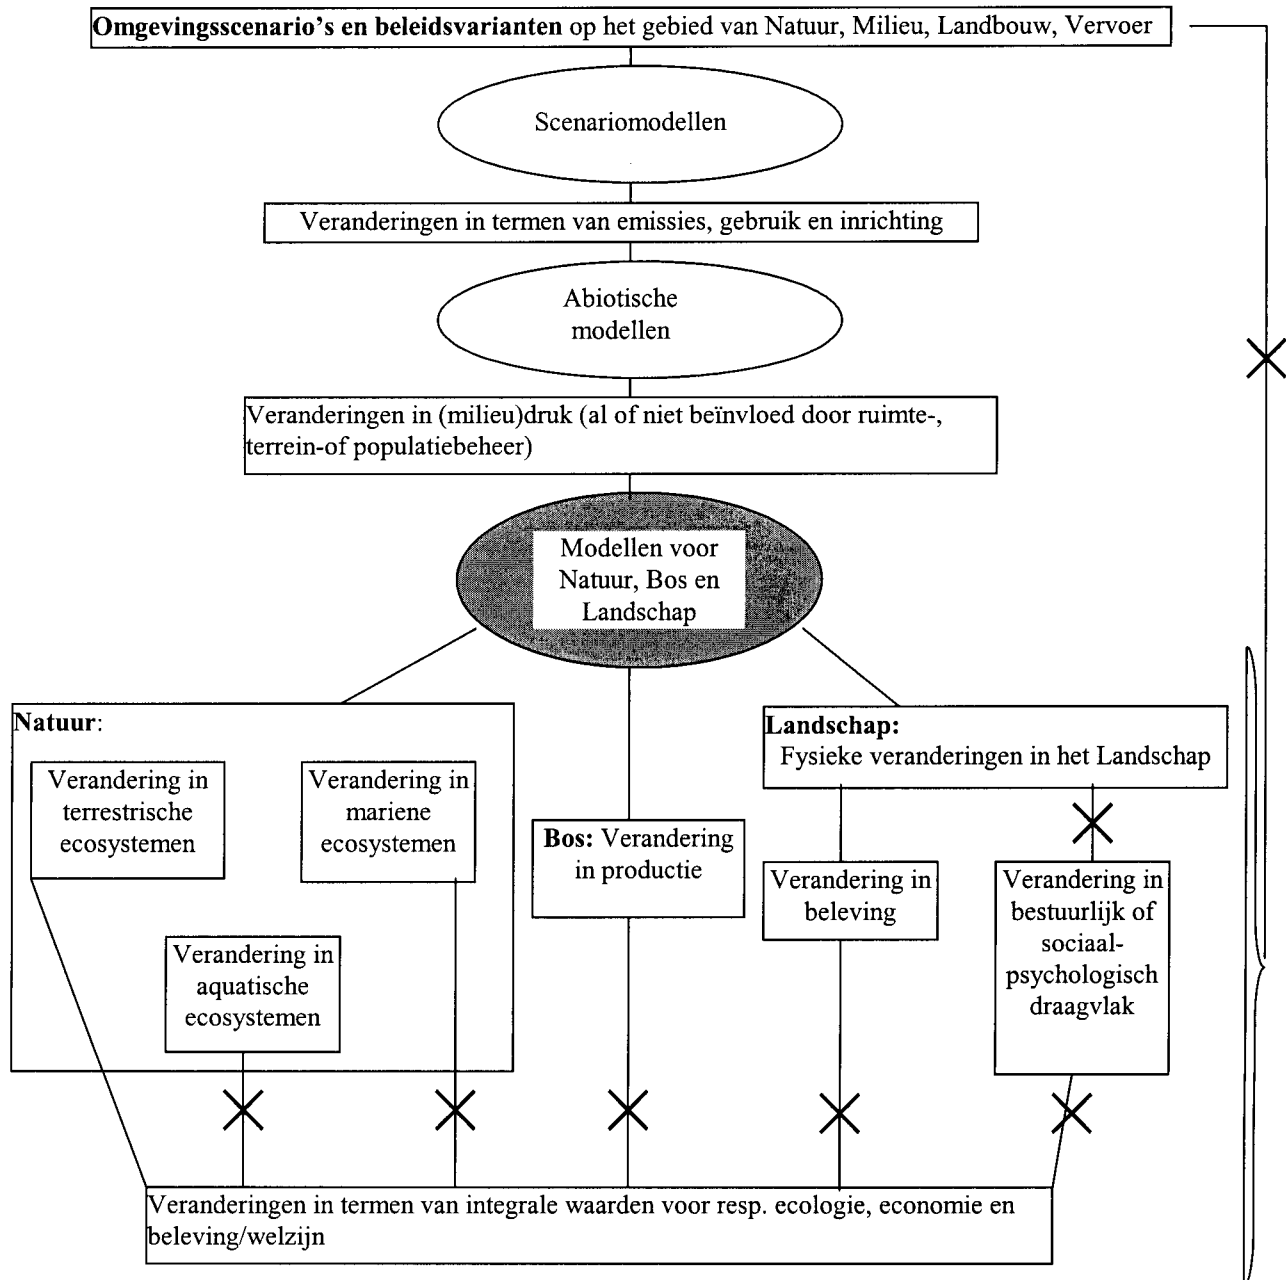 Omgevingsscenario's en beleidsvarianten op het gebied van Natuur, Milieu, Landbouw, Vervoer
Scenariomodellen
Veranderingen in termen van emissies, gebruik en inrichting
Abiotische
modellen
Veranderingen in (milieu)druk (al of niet beïnvloed door ruimte-,
terrein-of populatiebeheer)
Modellen voor
Natuur, Bos en
Landschap
Natuur:
Verandering in
terrestrische
ecosystemen
Verandering in
mariene
ecosystemen
Verandering in
aquatische
ecosystemen
Bos: Verandering
in productie
Landschap:
Fysieke veranderingen in het Landschap
Verandering in
beleving
Verandering in
bestuurlijk of
sociaal-
psychologisch
draagvlak
Veranderingen in termen van integrale waarden voor resp. ecologie, economie en
beleving/welzijn